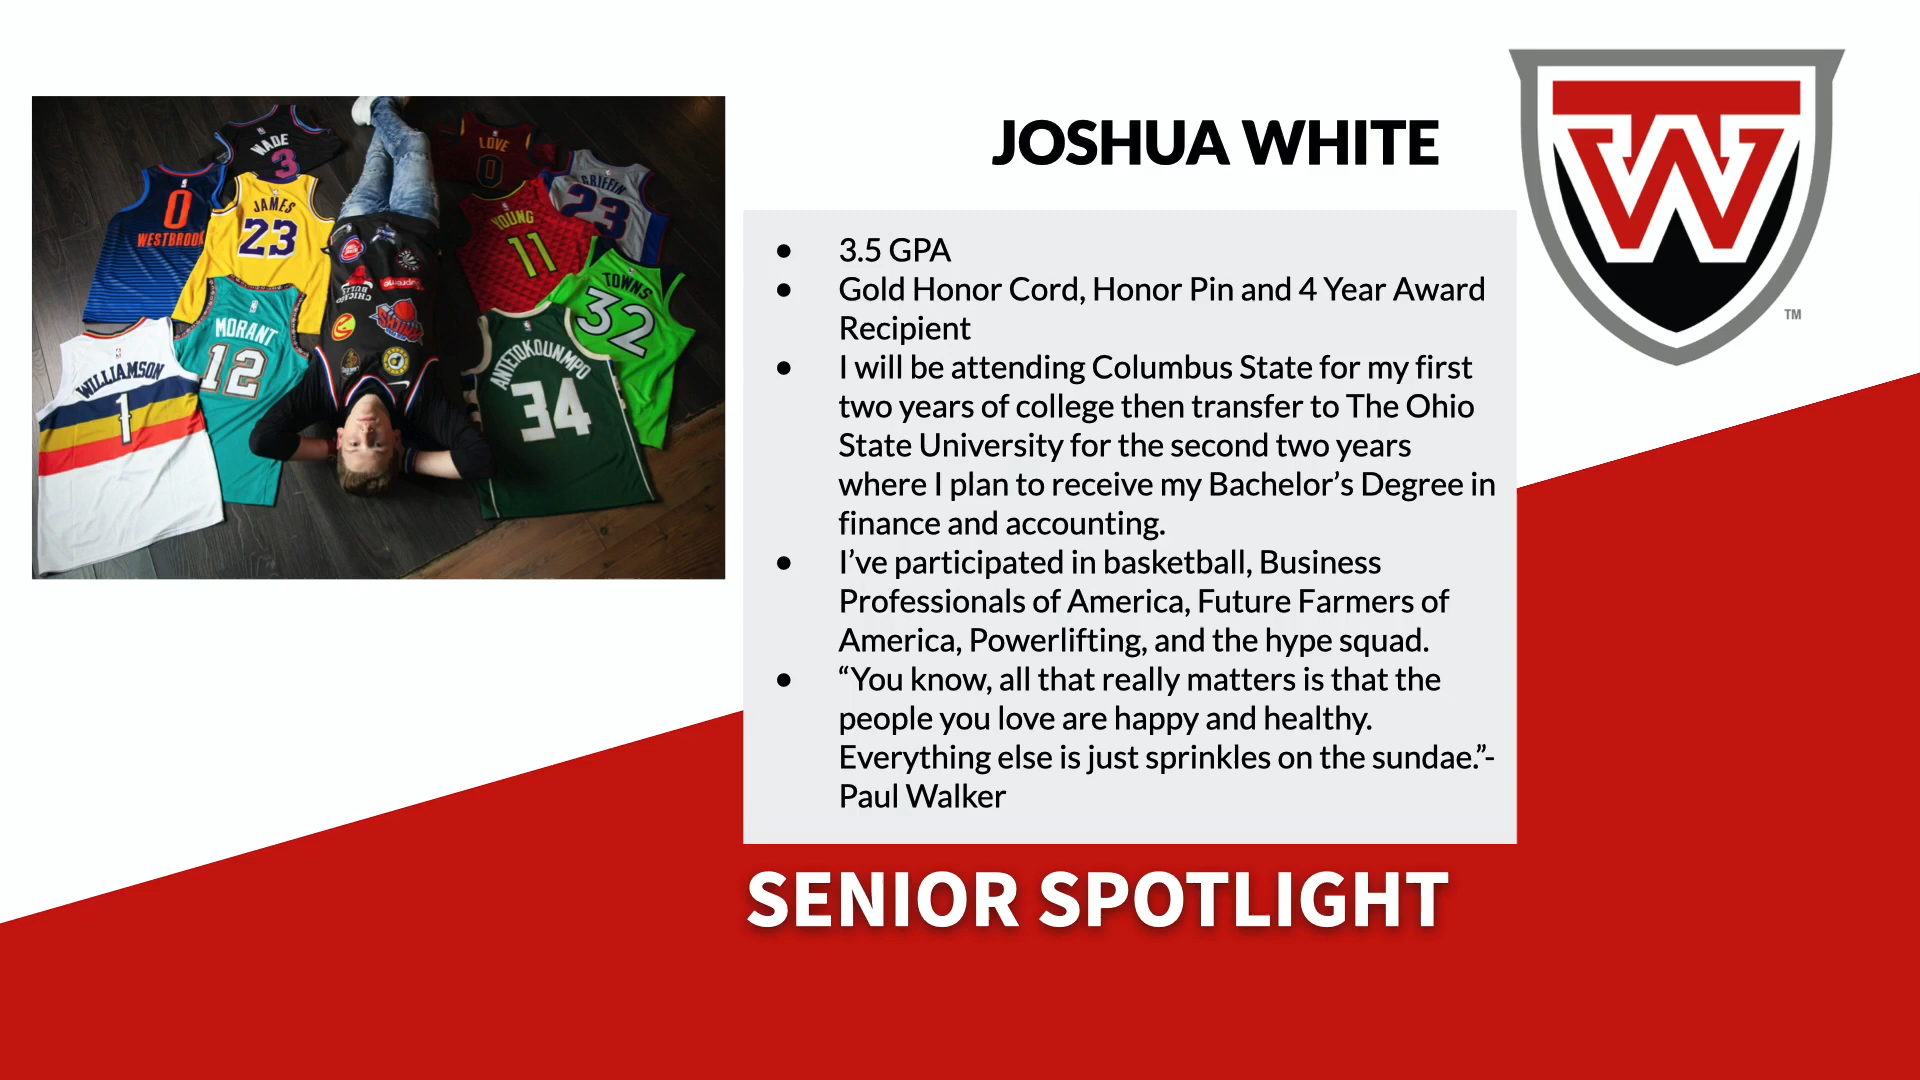 JOSHUA WHITE
TW
TM
WADE
3
LOVE
0
GRIFFIN
23
0
WESTBROOK
JAMES
23
YOUNG
11
TOWNS
32
CHICAGO
BULLS
MORANT
12
WILLIAMSON
1
ANTETOKOUNMPO
34
● 3.5 GPA
● Gold Honor Cord, Honor Pin and 4 Year Award
Recipient
● I will be attending Columbus State for my first
two years of college then transfer to The Ohio
State University for the second two years
where I plan to receive my Bachelor’s Degree in
finance and accounting.
● I’ve participated in basketball, Business
Professionals of America, Future Farmers of
America, Powerlifting, and the hype squad.
● “You know, all that really matters is that the
people you love are happy and healthy.
Everything else is just sprinkles on the sundae.”-
Paul Walker
SENIOR SPOTLIGHT